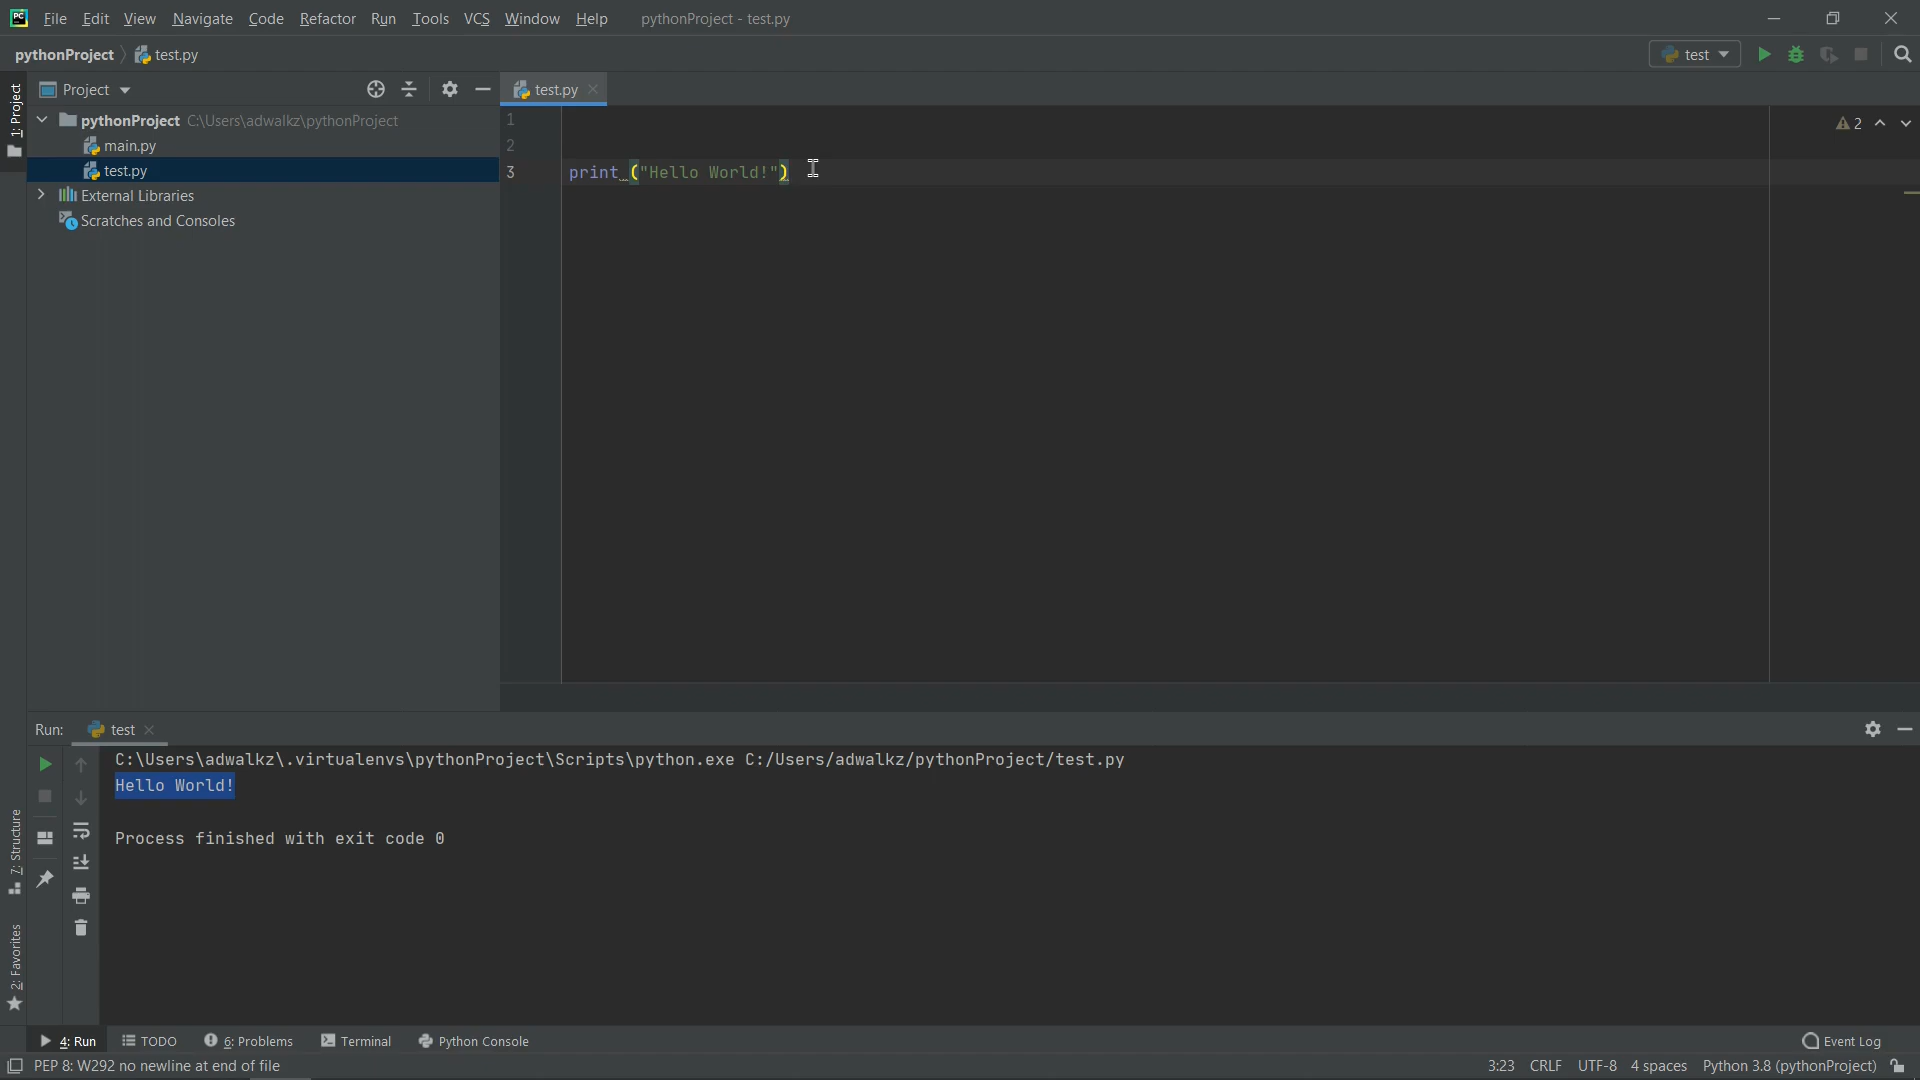 PC File Edit View Navigate Code Refactor Run Tools VCS Window Help pythonProject - test.py
pythonProject test.py test
1: Project
Project test.py
pythonProject C:\Users\adwalkz\pythonProject
main.py
test.py
External Libraries
Scratches and Consoles
1
2
3 print ("Hello World!")
2
Run: test
C:\Users\adwalkz\.virtualenvs\pythonProject\Scripts\python.exe C:/Users/adwalkz/pythonProject/test.py
Hello World!
Process finished with exit code 0
7: Structure
2: Favorites
4: Run TODO 6: Problems Terminal Python Console Event Log
PEP 8: W292 no newline at end of file 3:23 CRLF UTF-8 4 spaces Python 3.8 (pythonProject)